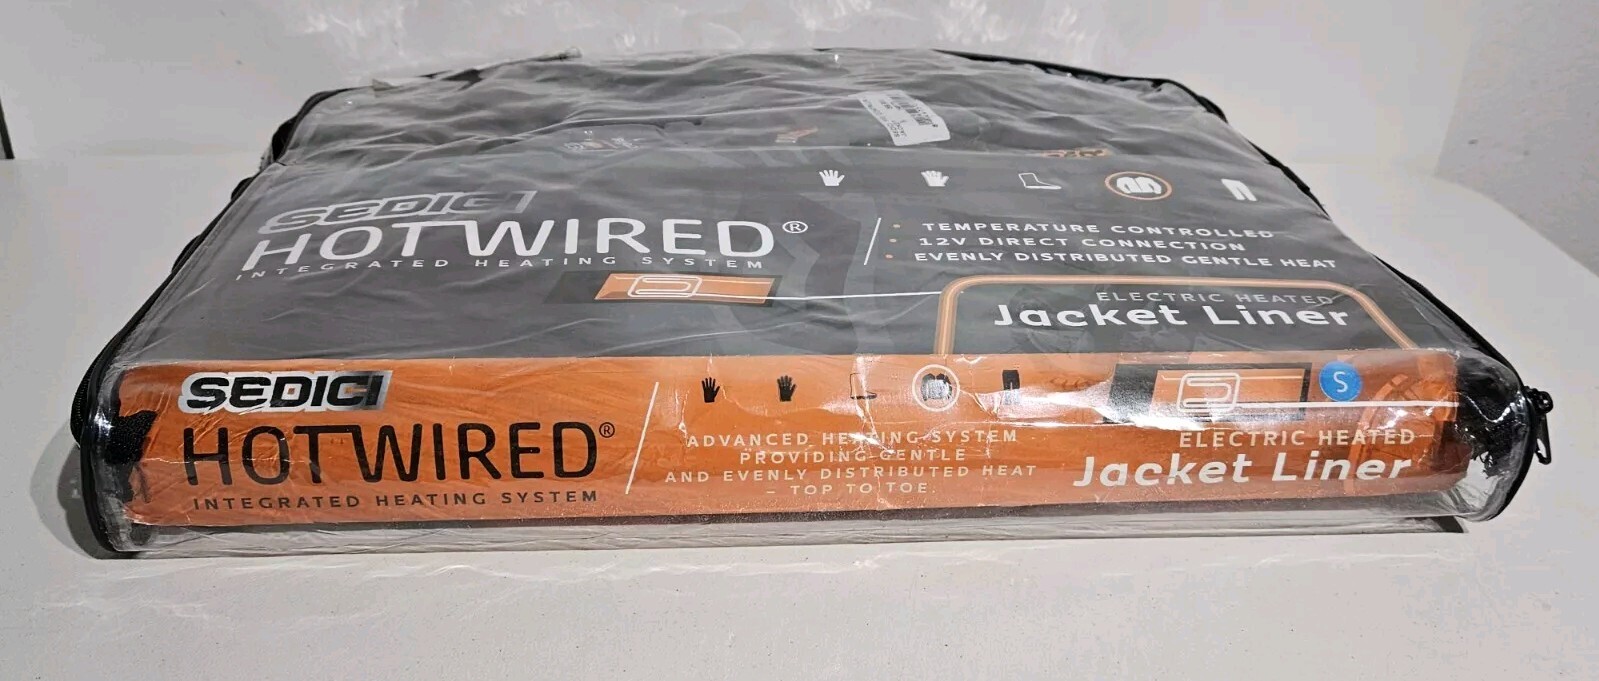 SEDICI
HOTWIRED®
INTEGRATED HEATING SYSTEM
• TEMPERATURE CONTROLLED
• 12V DIRECT CONNECTION
• EVENLY DISTRIBUTED GENTLE HEAT
ELECTRIC HEATED
Jacket Liner
SEDICI
HOTWIRED®
INTEGRATED HEATING SYSTEM
ADVANCED HEATING SYSTEM
PROVIDING GENTLE
AND EVENLY DISTRIBUTED HEAT
– TOP TO TOE.
S
ELECTRIC HEATED
Jacket Liner